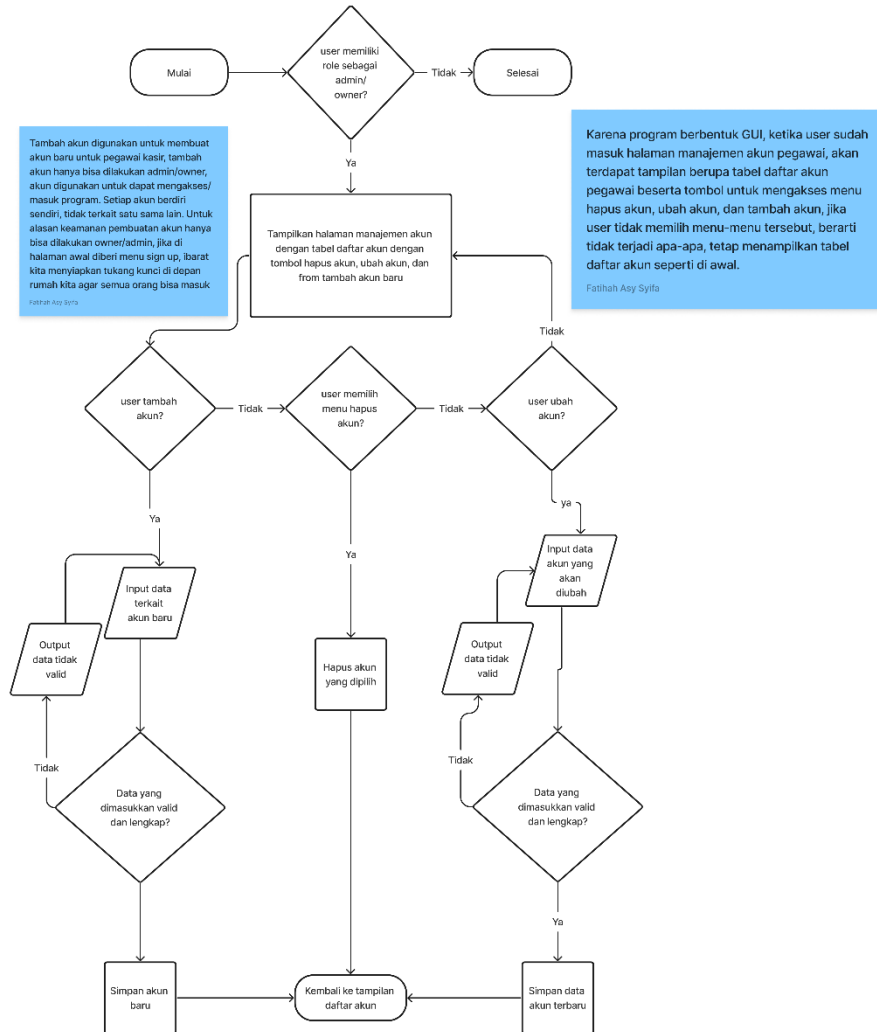 Mulai
user memiliki
role sebagai
admin/
owner?
Tidak
Selesai
Tambah akun digunakan untuk membuat
akun baru untuk pegawai kasir, tambah
akun hanya bisa dilakukan admin/owner,
akun digunakan untuk dapat mengakses/
masuk program. Setiap akun berdiri
sendiri, tidak terkait satu sama lain. Untuk
alasan keamanan pembuatan akun hanya
bisa dilakukan owner/admin, jika di
halaman awal diberi menu sign up, ibarat
kita menyiapkan tukang kunci di depan
rumah kita agar semua orang bisa masuk
Fatihah Asy Syifa
Karena program berbentuk GUI, ketika user sudah
masuk halaman manajemen akun pegawai, akan
terdapat tampilan berupa tabel daftar akun
pegawai beserta tombol untuk mengakses menu
hapus akun, ubah akun, dan tambah akun, jika
user tidak memilih menu-menu tersebut, berarti
tidak terjadi apa-apa, tetap menampilkan tabel
daftar akun seperti di awal.
Fatihah Asy Syifa
Ya
Tampilkan halaman manajemen akun
dengan tabel daftar akun dengan
tombol hapus akun, ubah akun, dan
from tambah akun baru
Tidak
user tambah
akun?
Tidak
user memilih
menu hapus
akun?
Tidak
user ubah
akun?
Ya
Ya
ya
Input data
terkait
akun baru
Input data
akun yang
akan
diubah
Output
data tidak
valid
Hapus akun
yang dipilih
Output
data tidak
valid
Tidak
Data yang
dimasukkan valid
dan lengkap?
Tidak
Data yang
dimasukkan valid
dan lengkap?
Ya
Simpan akun
baru
Kembali ke tampilan
daftar akun
Simpan data
akun terbaru